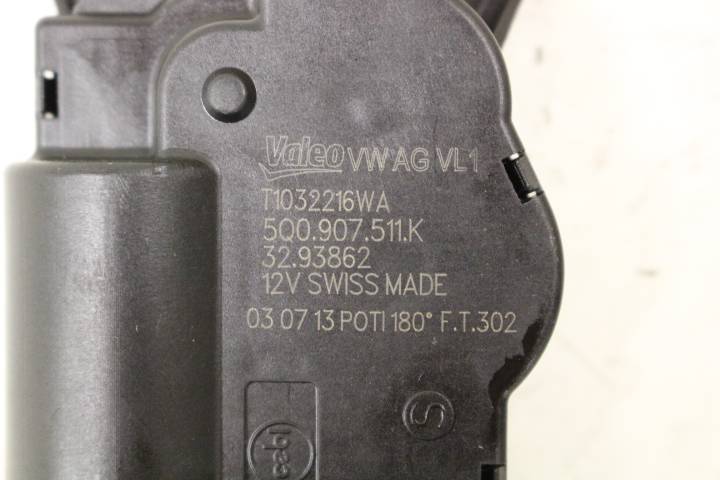 Valeo VW AG VL1
T1032216WA
5Q0.907.511.K
32.93862
12V SWISS MADE
03 07 13 POTI 180° F.T.302
S